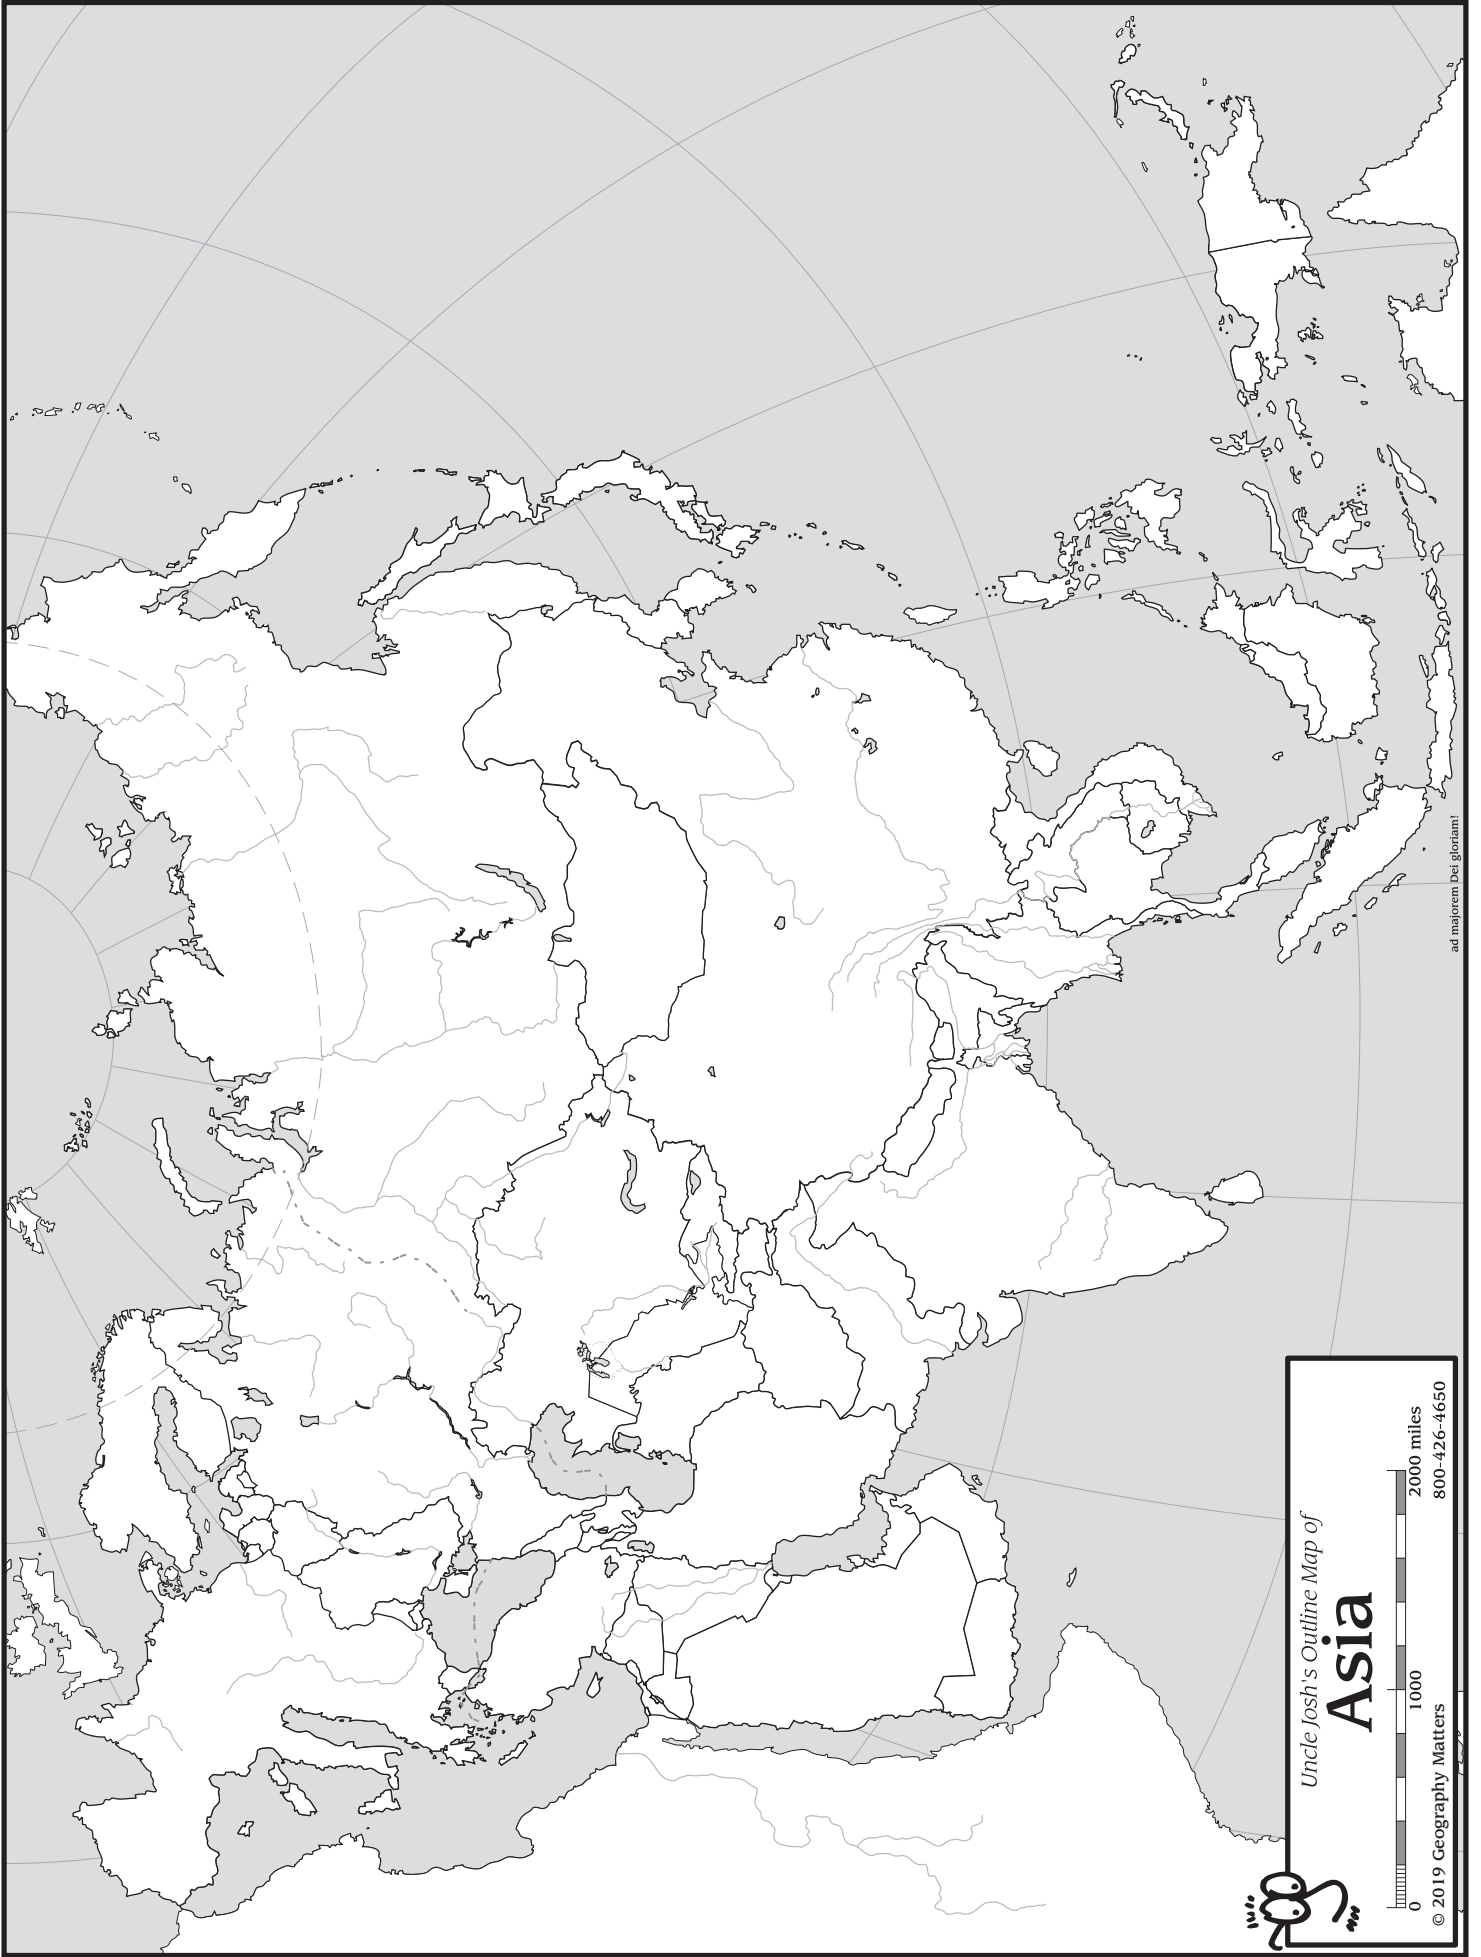 Uncle Josh's Outline Map of
Asia
0 1000 2000 miles
© 2019 Geography Matters 800-426-4650
ad majorem Dei gloriam!